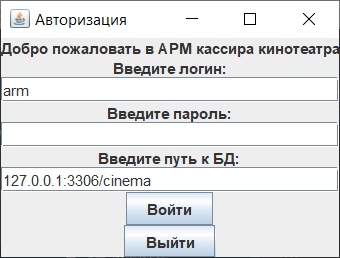 Авторизация
Добро пожаловать в АРМ кассира кинотеатра
Введите логин:
arm
Введите пароль:
Введите путь к БД:
127.0.0.1:3306/cinema
Войти
Выйти